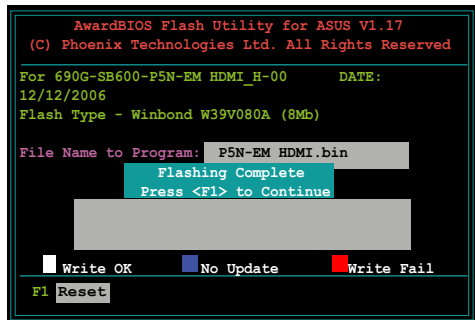 AwardBIOS Flash Utility for ASUS V1.17
(C) Phoenix Technologies Ltd. All Rights Reserved
For 690G-SB600-P5N-EM HDMI_H-00 DATE:
12/12/2006
Flash Type - Winbond W39V080A (8Mb)
File Name to Program: P5N-EM HDMI.bin
Flashing Complete
Press <F1> to Continue
Write OK No Update Write Fail
F1 Reset